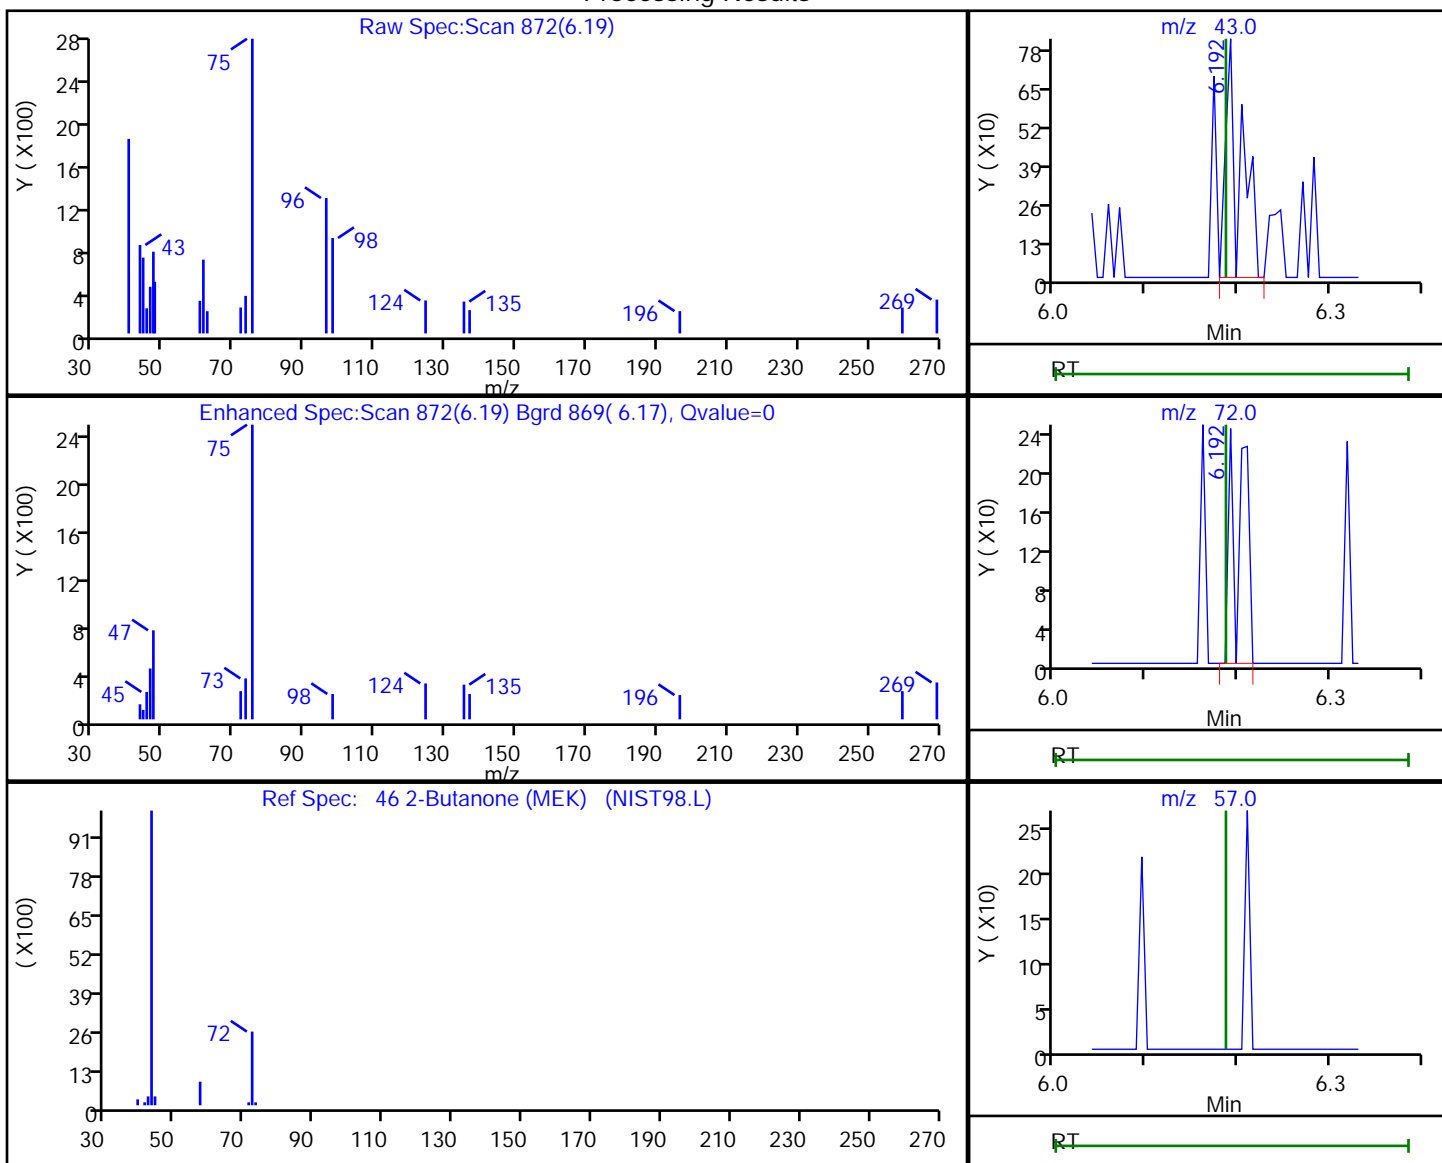 Processing Results
Raw Spec:Scan 872(6.19)
Y ( X100)
28
24
20
16
12
8
4
0
75
96
98
43
124
135
196
269
30 50 70 90 110 130 150 170 190 210 230 250 270
m/z
m/z 43.0
Y ( X10)
78
65
52
39
26
13
0
6.192
6.0 6.3
Min
RT
Enhanced Spec:Scan 872(6.19) Bgrd 869( 6.17), Qvalue=0
Y ( X100)
24
20
16
12
8
4
0
75
47
45
73
98
124
135
196
269
30 50 70 90 110 130 150 170 190 210 230 250 270
m/z
m/z 72.0
Y ( X10)
24
20
16
12
8
4
0
6.192
6.0 6.3
Min
RT
Ref Spec: 46 2-Butanone (MEK) (NIST98.L)
( X100)
91
78
65
52
39
26
13
0
72
30 50 70 90 110 130 150 170 190 210 230 250 270
m/z 57.0
Y ( X10)
25
20
15
10
5
0
6.0 6.3
Min
RT